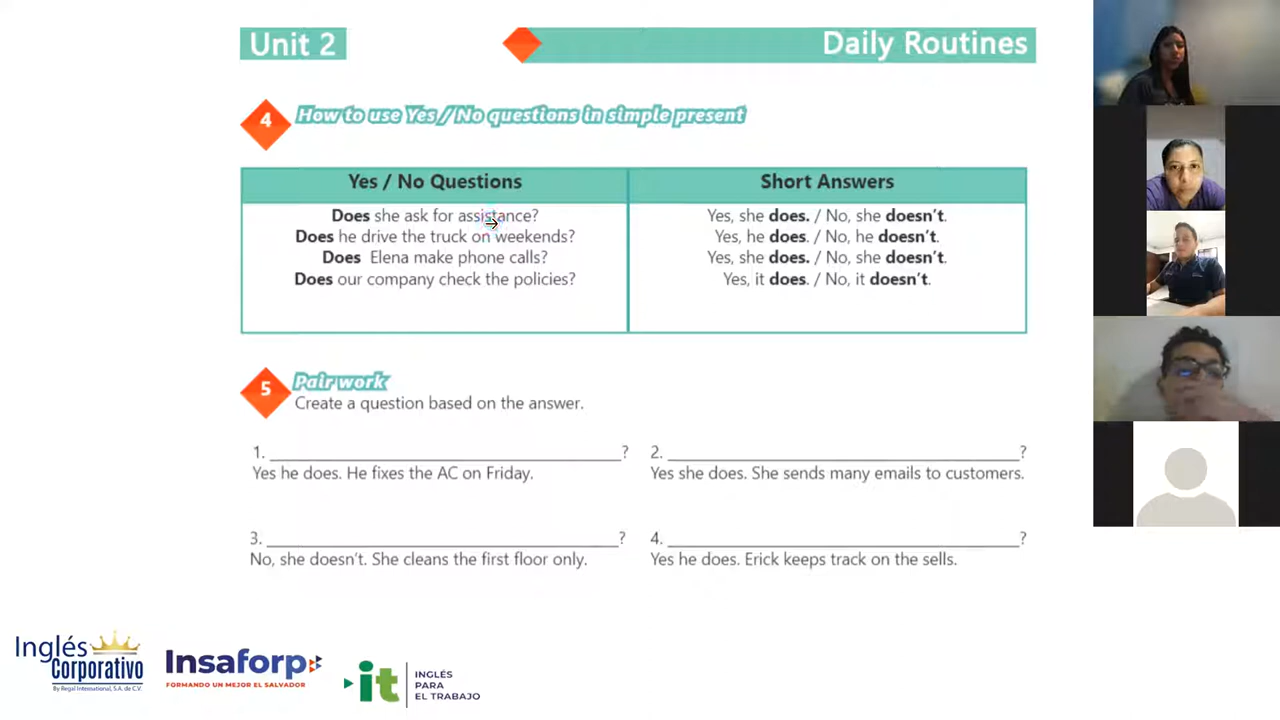 Unit 2
Daily Routines
4
How to use Yes / No questions in simple present
Yes / No Questions
Short Answers
Does she ask for assistance?
Yes, she does. / No, she doesn't.
Does he drive the truck on weekends?
Yes, he does. / No, he doesn't.
Does Elena make phone calls?
Yes, she does. / No, she doesn't.
Does our company check the policies?
Yes, it does. / No, it doesn't.
5
Pair work
Create a question based on the answer.
1. ______________________________?
2. ______________________________?
Yes he does. He fixes the AC on Friday.
Yes she does. She sends many emails to customers.
3. ______________________________?
4. ______________________________?
No, she doesn't. She cleans the first floor only.
Yes he does. Erick keeps track on the sells.
Inglés
Corporativo
By Regal International, S.A. de C.V.
Insaforp
FORMANDO UN MEJOR EL SALVADOR
it
INGLÉS
PARA
EL TRABAJO